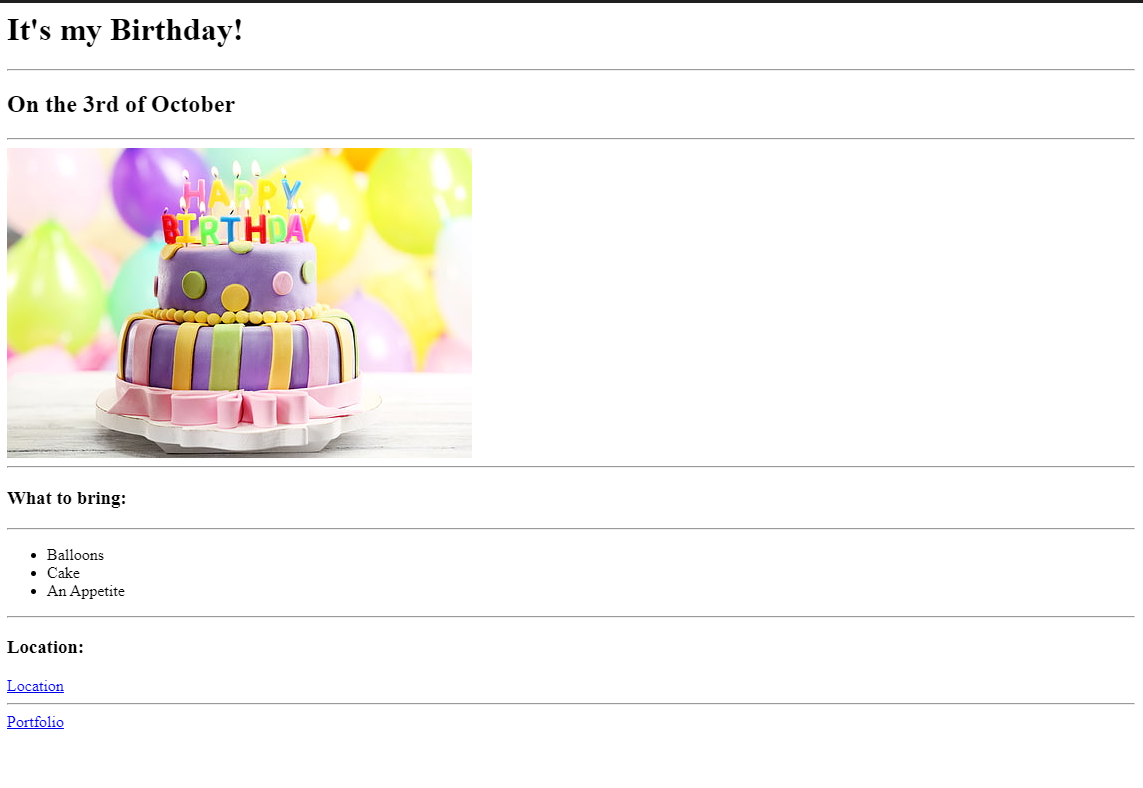 It's my Birthday!
On the 3rd of October
HAPPY
BIRTHDAY
What to bring:
Balloons
Cake
An Appetite
Location:
Location
Portfolio